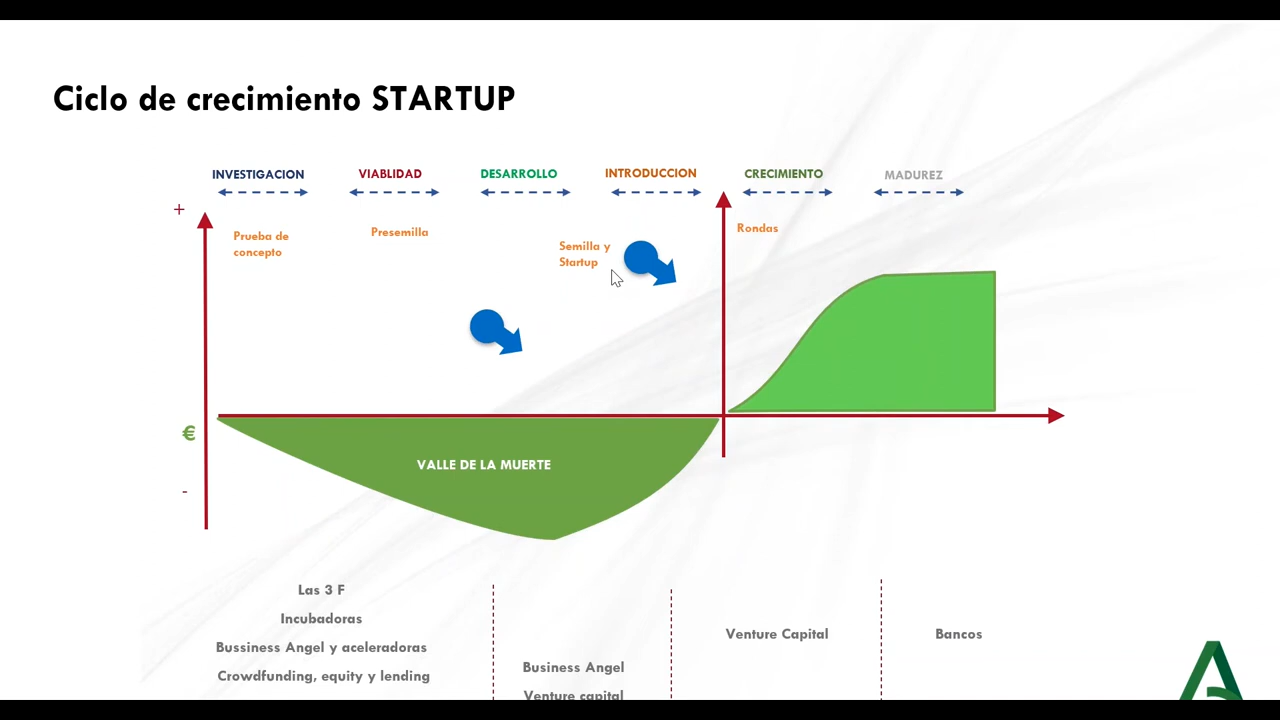 Ciclo de crecimiento STARTUP
INVESTIGACION
VIABLIDAD
DESARROLLO
INTRODUCCION
CRECIMIENTO
MADUREZ
+
Prueba de
concepto
Presemilla
Semilla y
Startup
Rondas
€
VALLE DE LA MUERTE
-
Las 3 F
Incubadoras
Bussiness Angel y aceleradoras
Crowdfunding, equity y lending
Business Angel
Venture capital
Venture Capital
Bancos